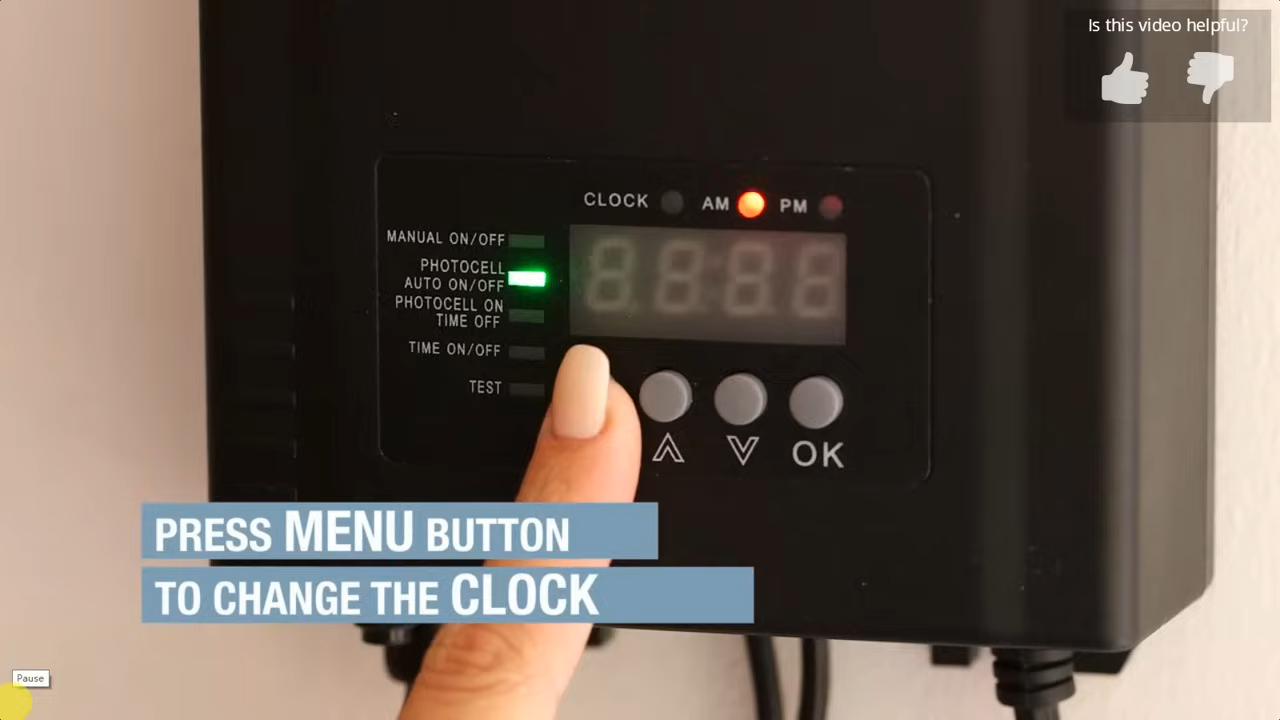 Is this video helpful?
CLOCK AM PM
MANUAL ON/OFF
PHOTOCELL
AUTO ON/OFF
PHOTOCELL ON
TIME OFF
TIME ON/OFF
TEST
OK
PRESS MENU BUTTON
TO CHANGE THE CLOCK
Pause